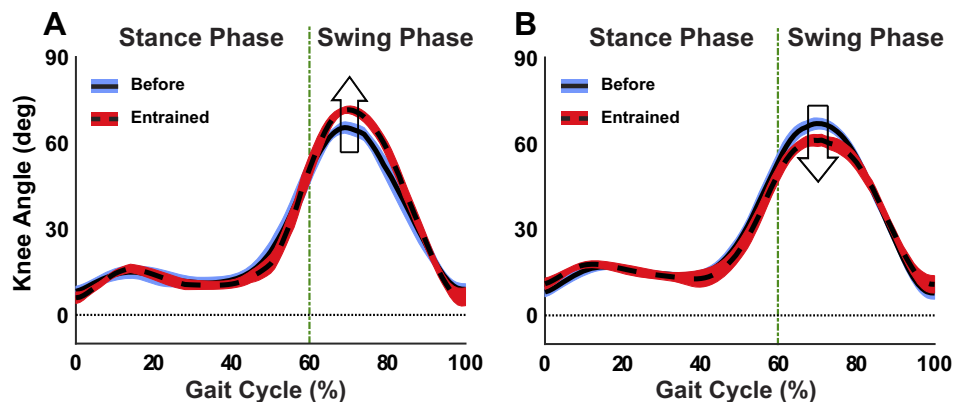 A
Stance Phase
Swing Phase
Before
Entrained
Knee Angle (deg)
90
60
30
0
0
20
40
60
80
100
Gait Cycle (%)
B
Stance Phase
Swing Phase
Before
Entrained
90
60
30
0
0
20
40
60
80
100
Gait Cycle (%)